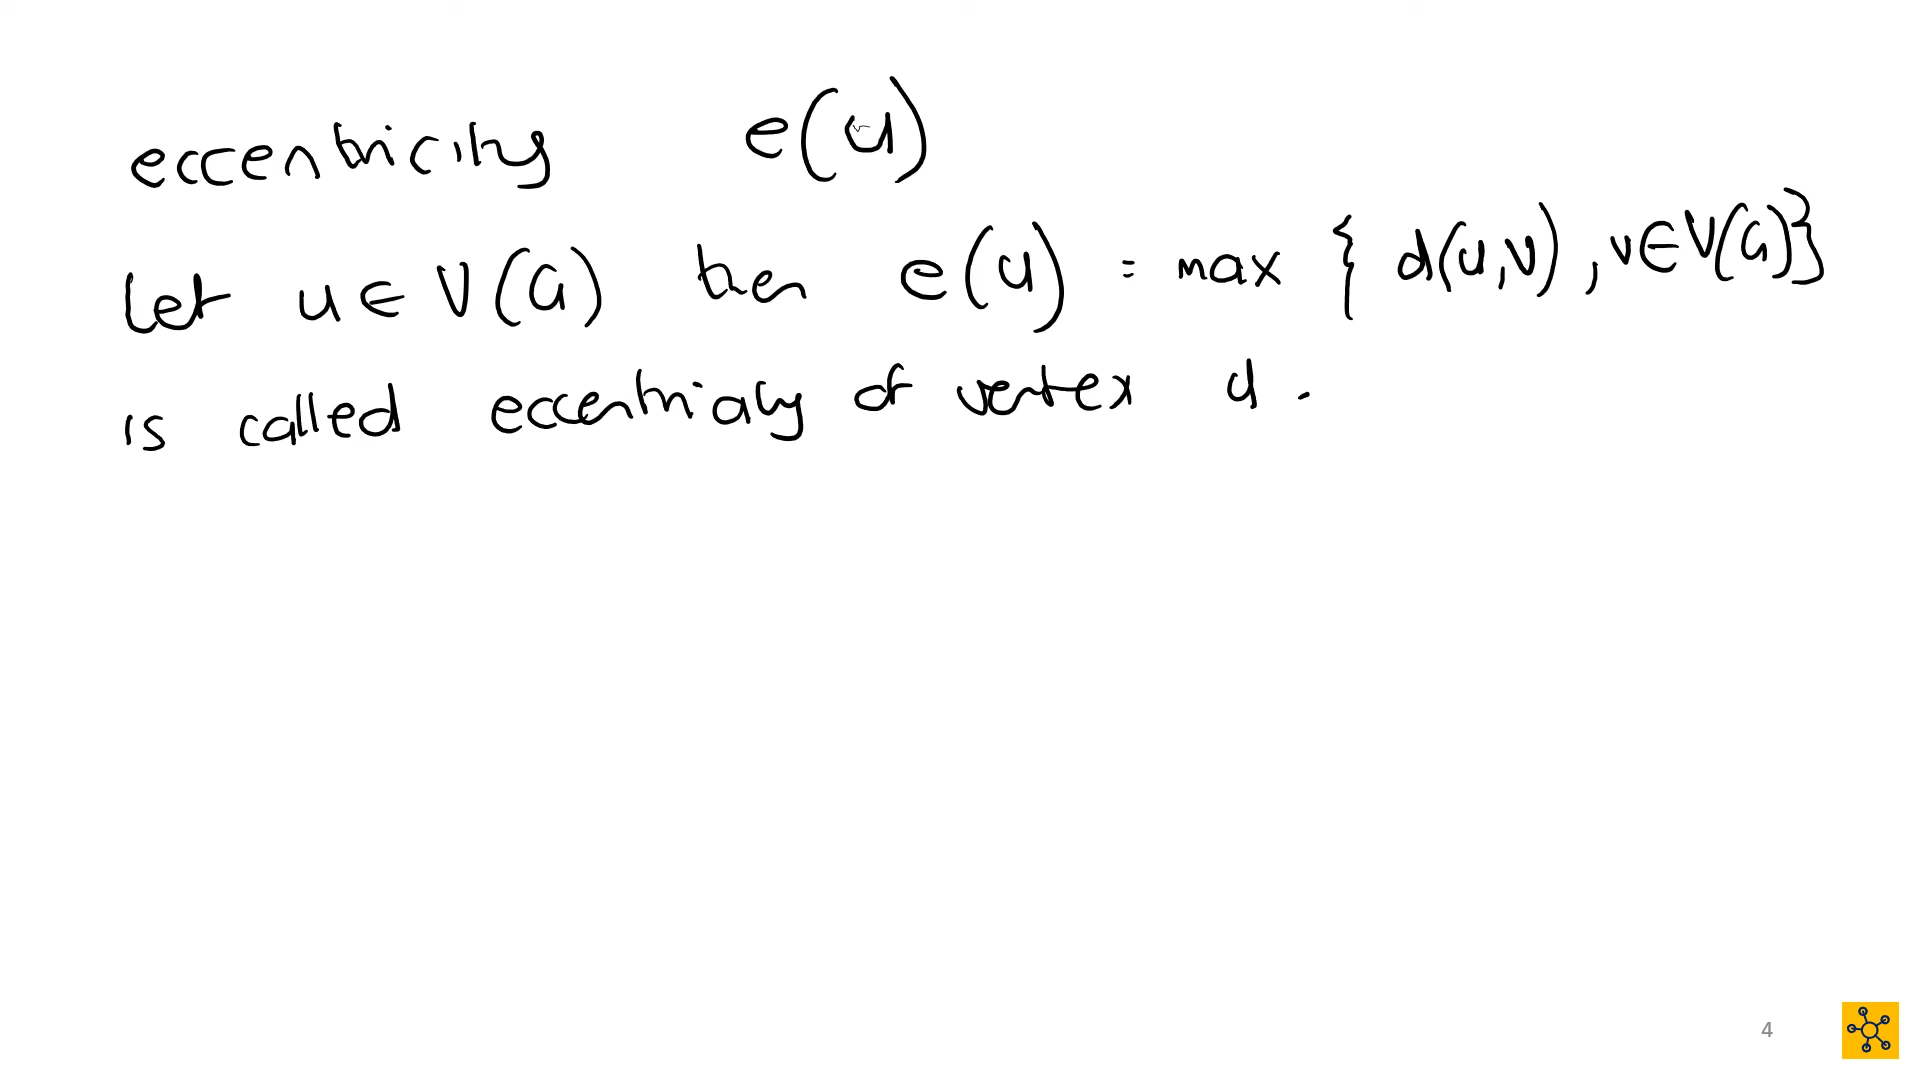 eccentricity e(u)
Let u ∈ V(G) then e(u) = max { d(u,v) , v ∈ V(G)}
is called eccentricity of vertex u .
4